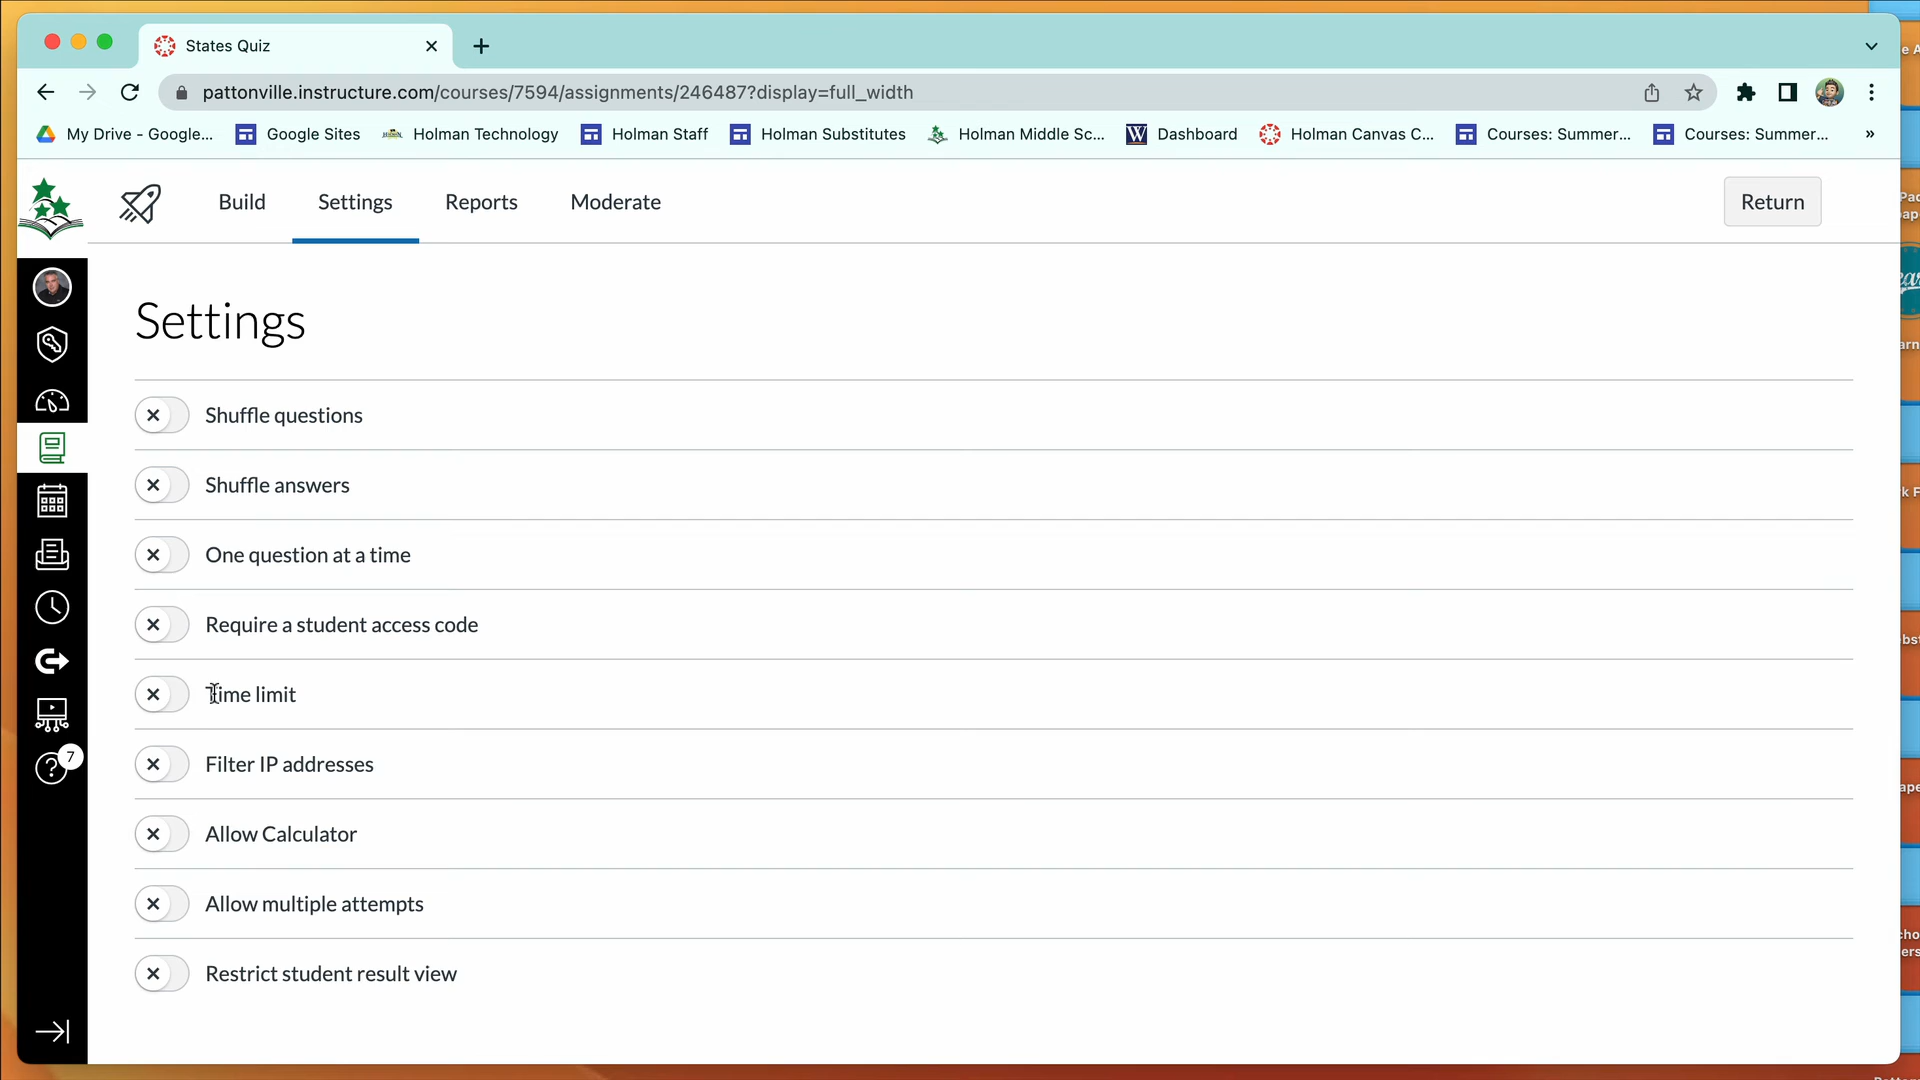 States Quiz
pattonville.instructure.com/courses/7594/assignments/246487?display=full_width
My Drive - Google... Google Sites Holman Technology Holman Staff Holman Substitutes Holman Middle Sc... W Dashboard Holman Canvas C... Courses: Summer... Courses: Summer... »
Build Settings Reports Moderate Return
Settings
Shuffle questions
Shuffle answers
One question at a time
Require a student access code
Time limit
7
Filter IP addresses
Allow Calculator
Allow multiple attempts
Restrict student result view